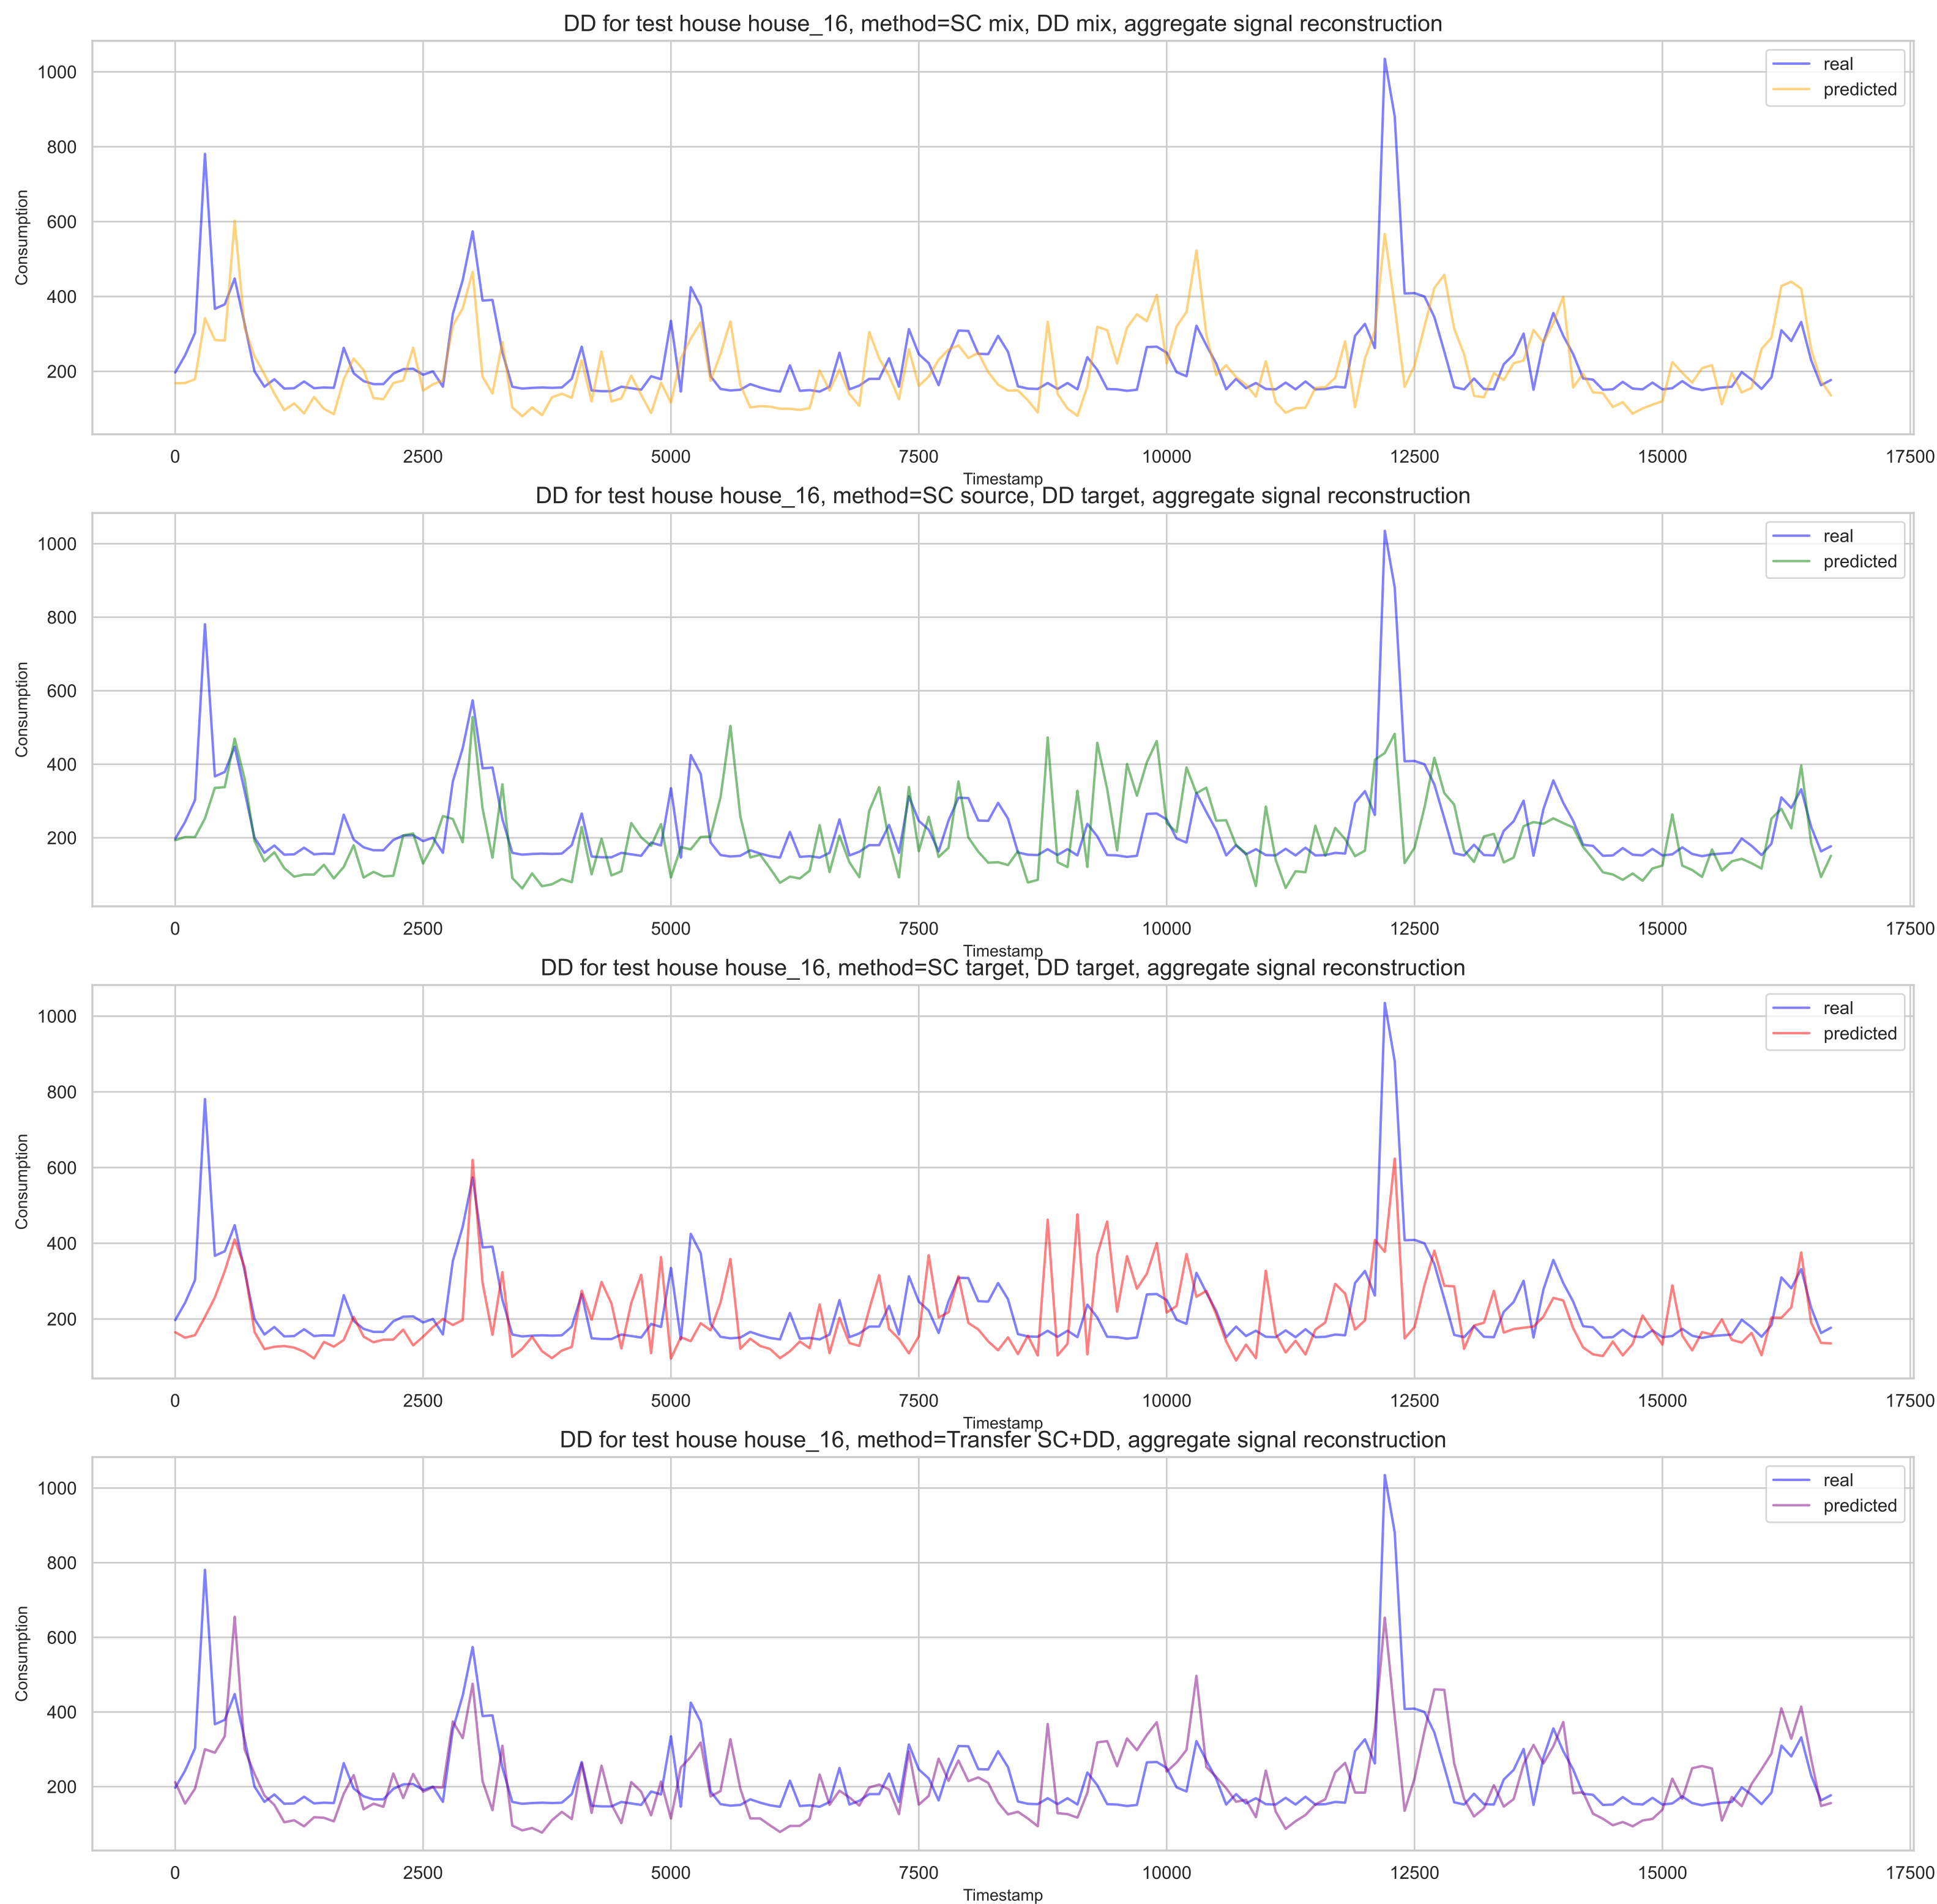 DD for test house house_16, method=SC mix, DD mix, aggregate signal reconstruction
1000
800
600
400
200
Consumption
real
predicted
0 2500 5000 7500 10000 12500 15000 17500
Timestamp
DD for test house house_16, method=SC source, DD target, aggregate signal reconstruction
1000
800
600
400
200
Consumption
real
predicted
0 2500 5000 7500 10000 12500 15000 17500
Timestamp
DD for test house house_16, method=SC target, DD target, aggregate signal reconstruction
1000
800
600
400
200
Consumption
real
predicted
0 2500 5000 7500 10000 12500 15000 17500
Timestamp
DD for test house house_16, method=Transfer SC+DD, aggregate signal reconstruction
1000
800
600
400
200
Consumption
real
predicted
0 2500 5000 7500 10000 12500 15000 17500
Timestamp